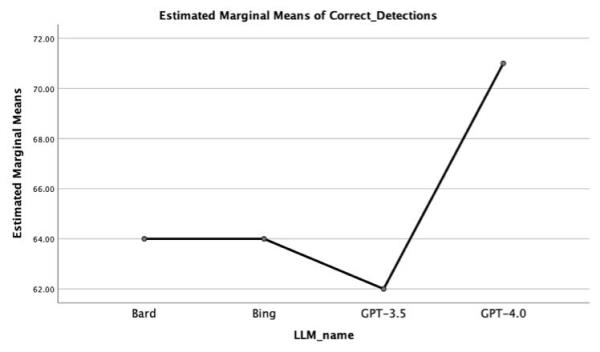 Estimated Marginal Means of Correct_Detections
Estimated Marginal Means
72.00
70.00
68.00
66.00
64.00
62.00
Bard Bing GPT-3.5 GPT-4.0
LLM_name